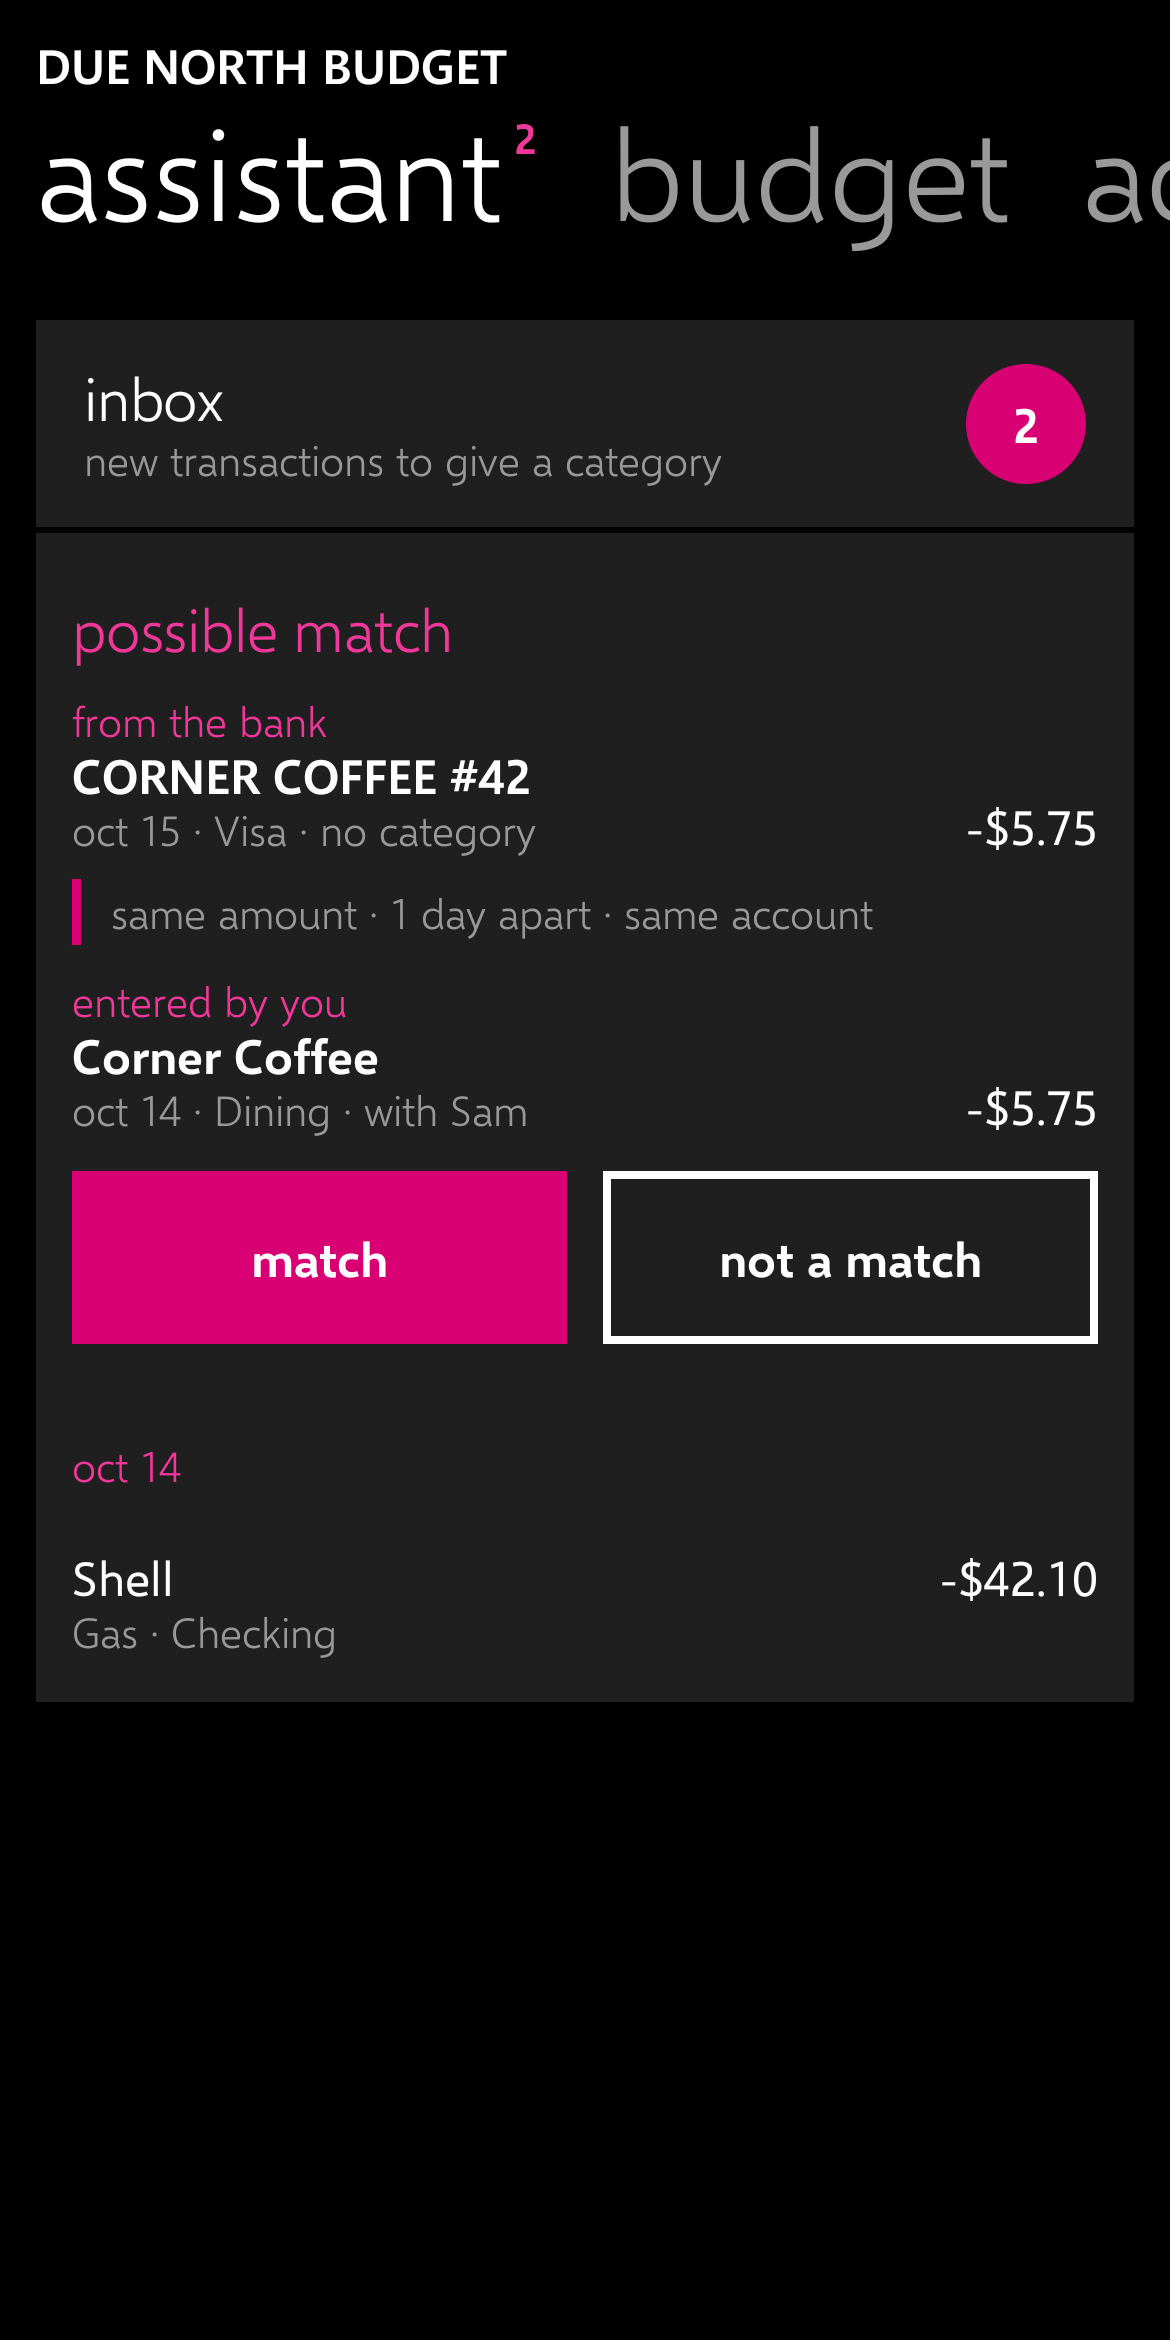 DUE NORTH BUDGET
assistant 2 budget
inbox
2
new transactions to give a category
possible match
from the bank
CORNER COFFEE #42
oct 15 · Visa · no category -$5.75
same amount · 1 day apart · same account
entered by you
Corner Coffee
oct 14 · Dining · with Sam -$5.75
match not a match
oct 14
Shell -$42.10
Gas · Checking